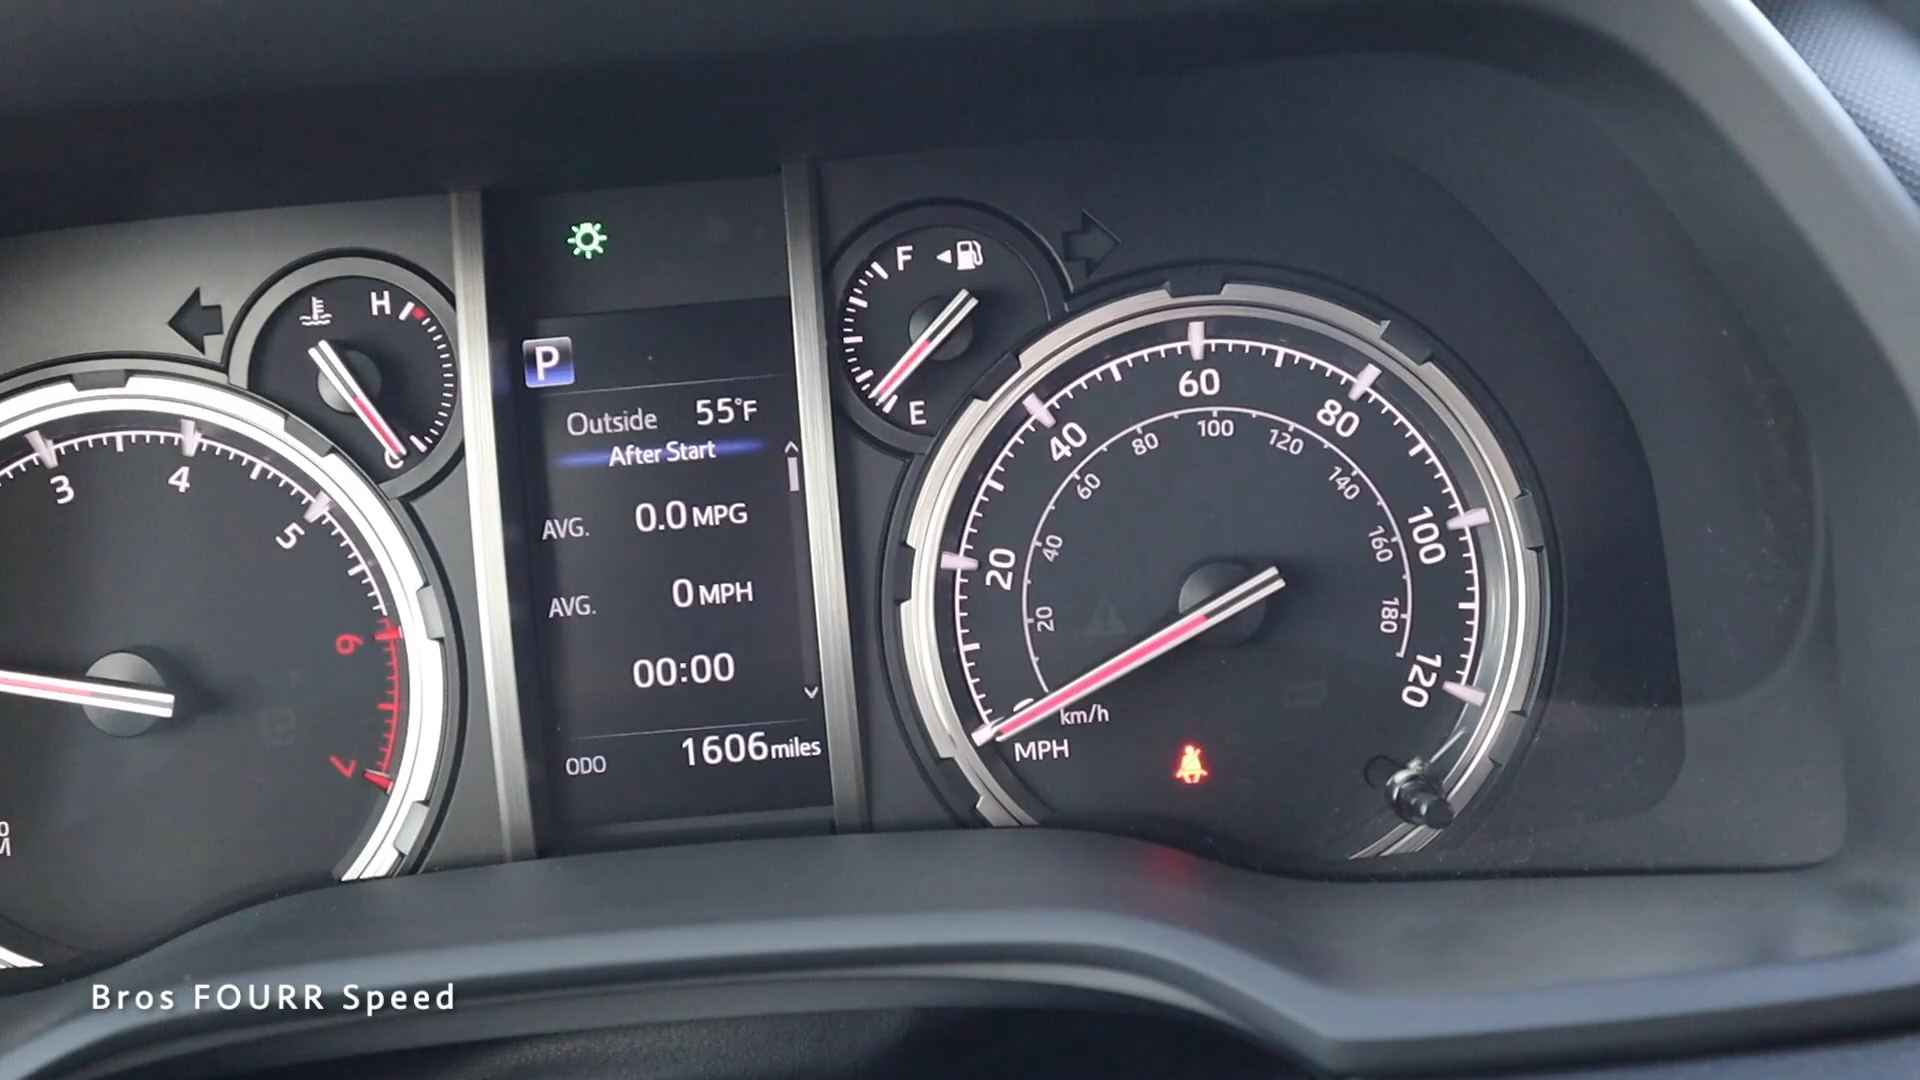 3
4
5
6
7
H
C
P
Outside 55°F
After Start
AVG. 0.0 MPG
AVG. 0 MPH
00:00
ODO 1606 miles
F
E
20
40
60
80
100
120
20
40
60
80
100
120
140
160
180
km/h
MPH
Bros FOURR Speed